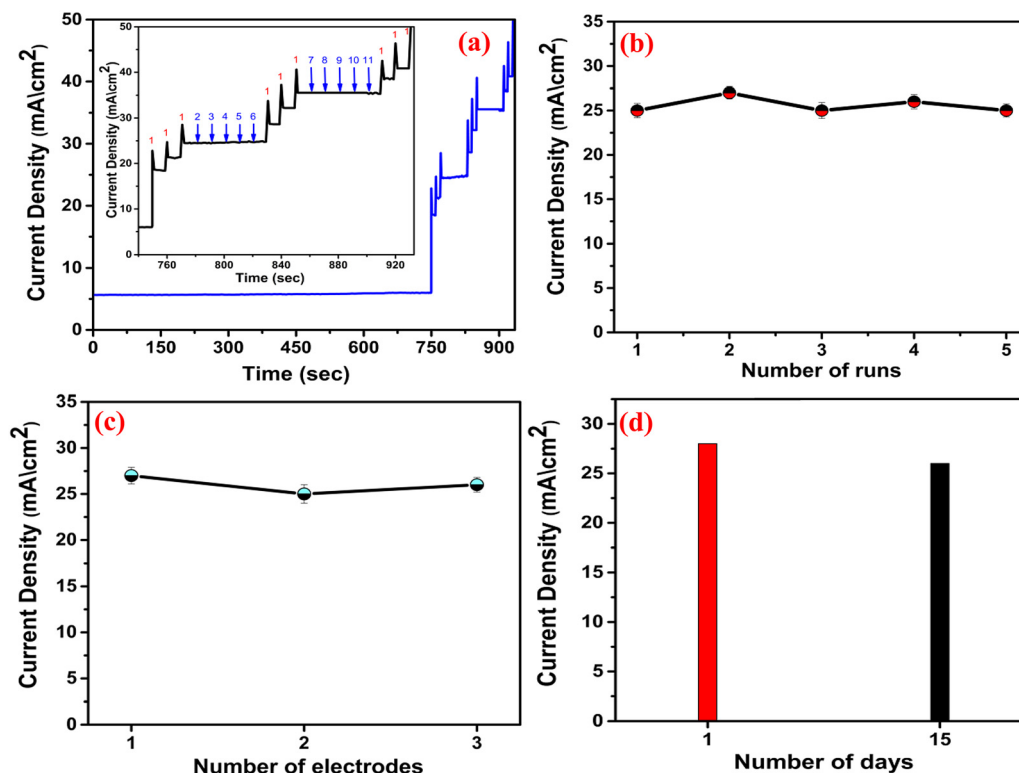 (a)
Current Density (mA\cm²)
50
40
30
20
10
0
0 150 300 450 600 750 900
Time (sec)
Current Density (mA\cm²)
50
40
30
20
10
0
1 1 1 2 3 4 5 6 1 1 1 7 8 9 10 11 1 1 1
760 800 840 880 920
Time (sec)
(b)
Current Density (mA\cm²)
35
30
25
20
15
10
5
0
1 2 3 4 5
Number of runs
(c)
Current Density (mA\cm²)
35
30
25
20
15
10
5
0
1 2 3
Number of electrodes
(d)
Current Density (mA\cm²)
30
25
20
15
10
5
0
1 15
Number of days